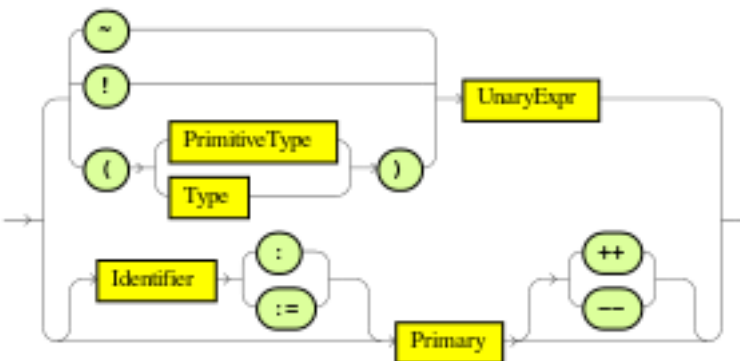 ~
!
UnaryExpr
PrimitiveType
( )
Type
:
++
Identifier
:=
--
Primary